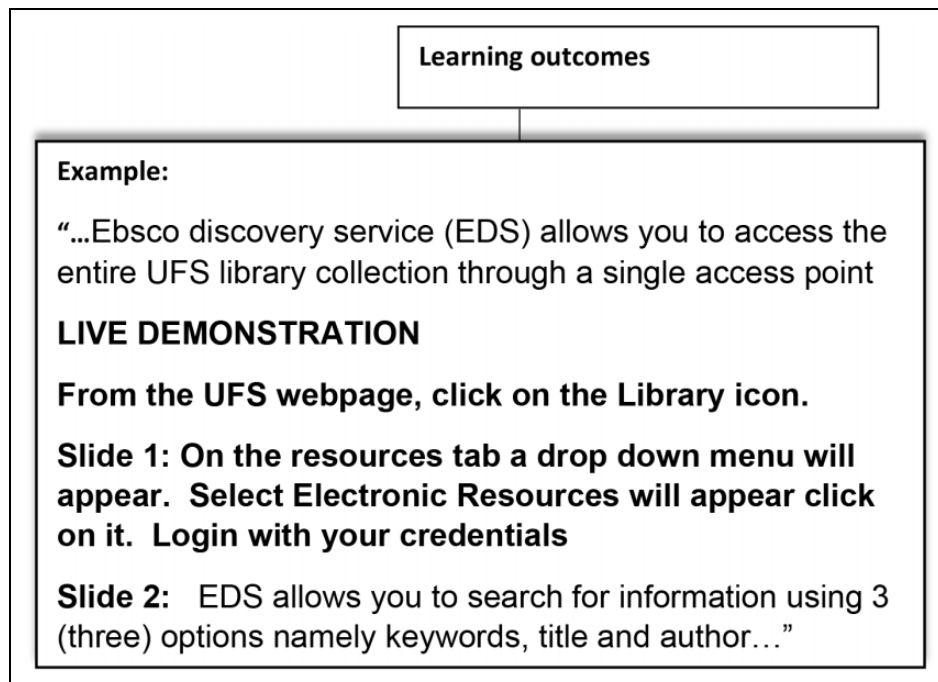 Learning outcomes
Example:
“…Ebsco discovery service (EDS) allows you to access the
entire UFS library collection through a single access point
LIVE DEMONSTRATION
From the UFS webpage, click on the Library icon.
Slide 1: On the resources tab a drop down menu will
appear.  Select Electronic Resources will appear click
on it.  Login with your credentials
Slide 2:   EDS allows you to search for information using 3
(three) options namely keywords, title and author…”